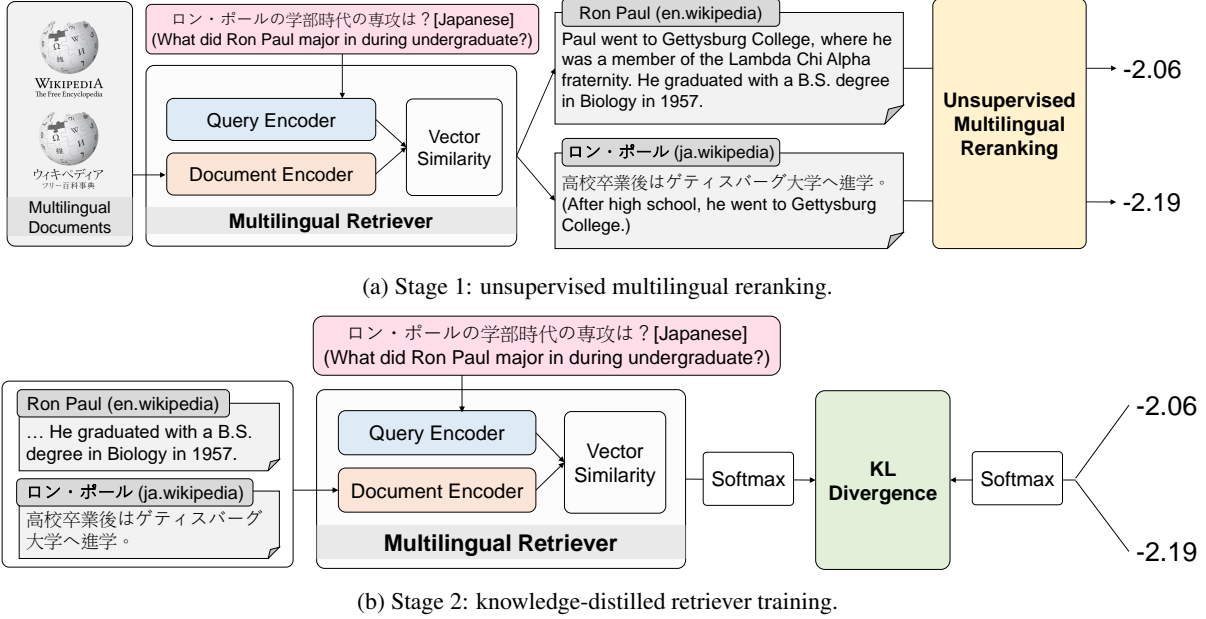 WIKIPEDIA
The Free Encyclopedia
ウィキペディア
フリー百科事典
Multilingual
Documents
ロン・ポールの学部時代の専攻は？[Japanese]
(What did Ron Paul major in during undergraduate?)
Query Encoder
Document Encoder
Vector
Similarity
Multilingual Retriever
Ron Paul (en.wikipedia)
Paul went to Gettysburg College, where he
was a member of the Lambda Chi Alpha
fraternity. He graduated with a B.S. degree
in Biology in 1957.
ロン・ポール (ja.wikipedia)
高校卒業後はゲティスバーグ大学へ進学。
(After high school, he went to Gettysburg
College.)
Unsupervised
Multilingual
Reranking
-2.06
-2.19
(a) Stage 1: unsupervised multilingual reranking.
ロン・ポールの学部時代の専攻は？[Japanese]
(What did Ron Paul major in during undergraduate?)
Ron Paul (en.wikipedia)
... He graduated with a B.S.
degree in Biology in 1957.
ロン・ポール (ja.wikipedia)
高校卒業後はゲティスバーグ
大学へ進学。
Query Encoder
Document Encoder
Vector
Similarity
Multilingual Retriever
Softmax
KL
Divergence
Softmax
-2.06
-2.19
(b) Stage 2: knowledge-distilled retriever training.